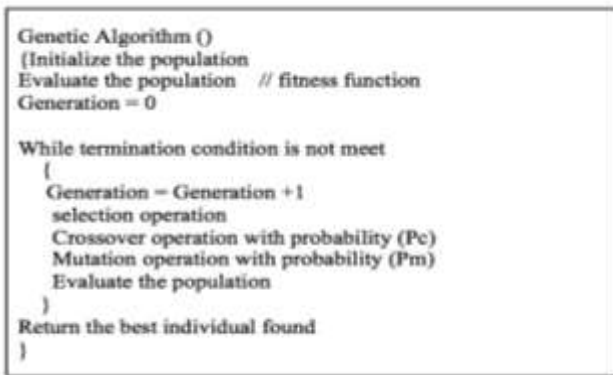 Genetic Algorithm ()
{Initialize the population
Evaluate the population // fitness function
Generation = 0
While termination condition is not meet
{
Generation = Generation +1
selection operation
Crossover operation with probability (Pc)
Mutation operation with probability (Pm)
Evaluate the population
}
Return the best individual found
}